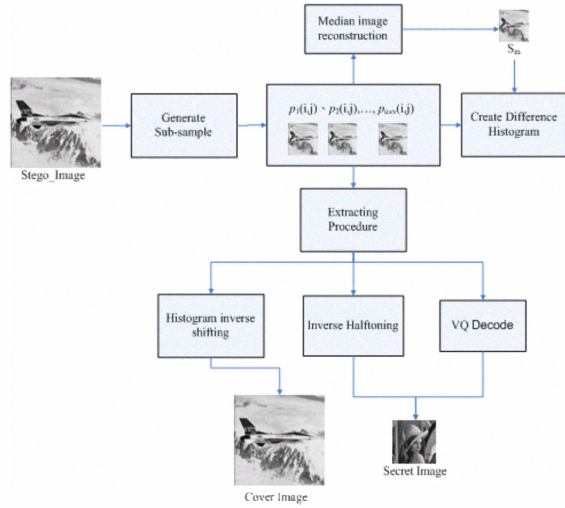 Median image
reconstruction
Sm
Generate
Sub-sample
p1(i,j)、p2(i,j),…, puxv(i,j)
Create Difference
Histogram
Stego_Image
Extracting
Procedure
Histogram inverse
shifting
Inverse Halftoning
VQ Decode
Secret Image
Cover Image